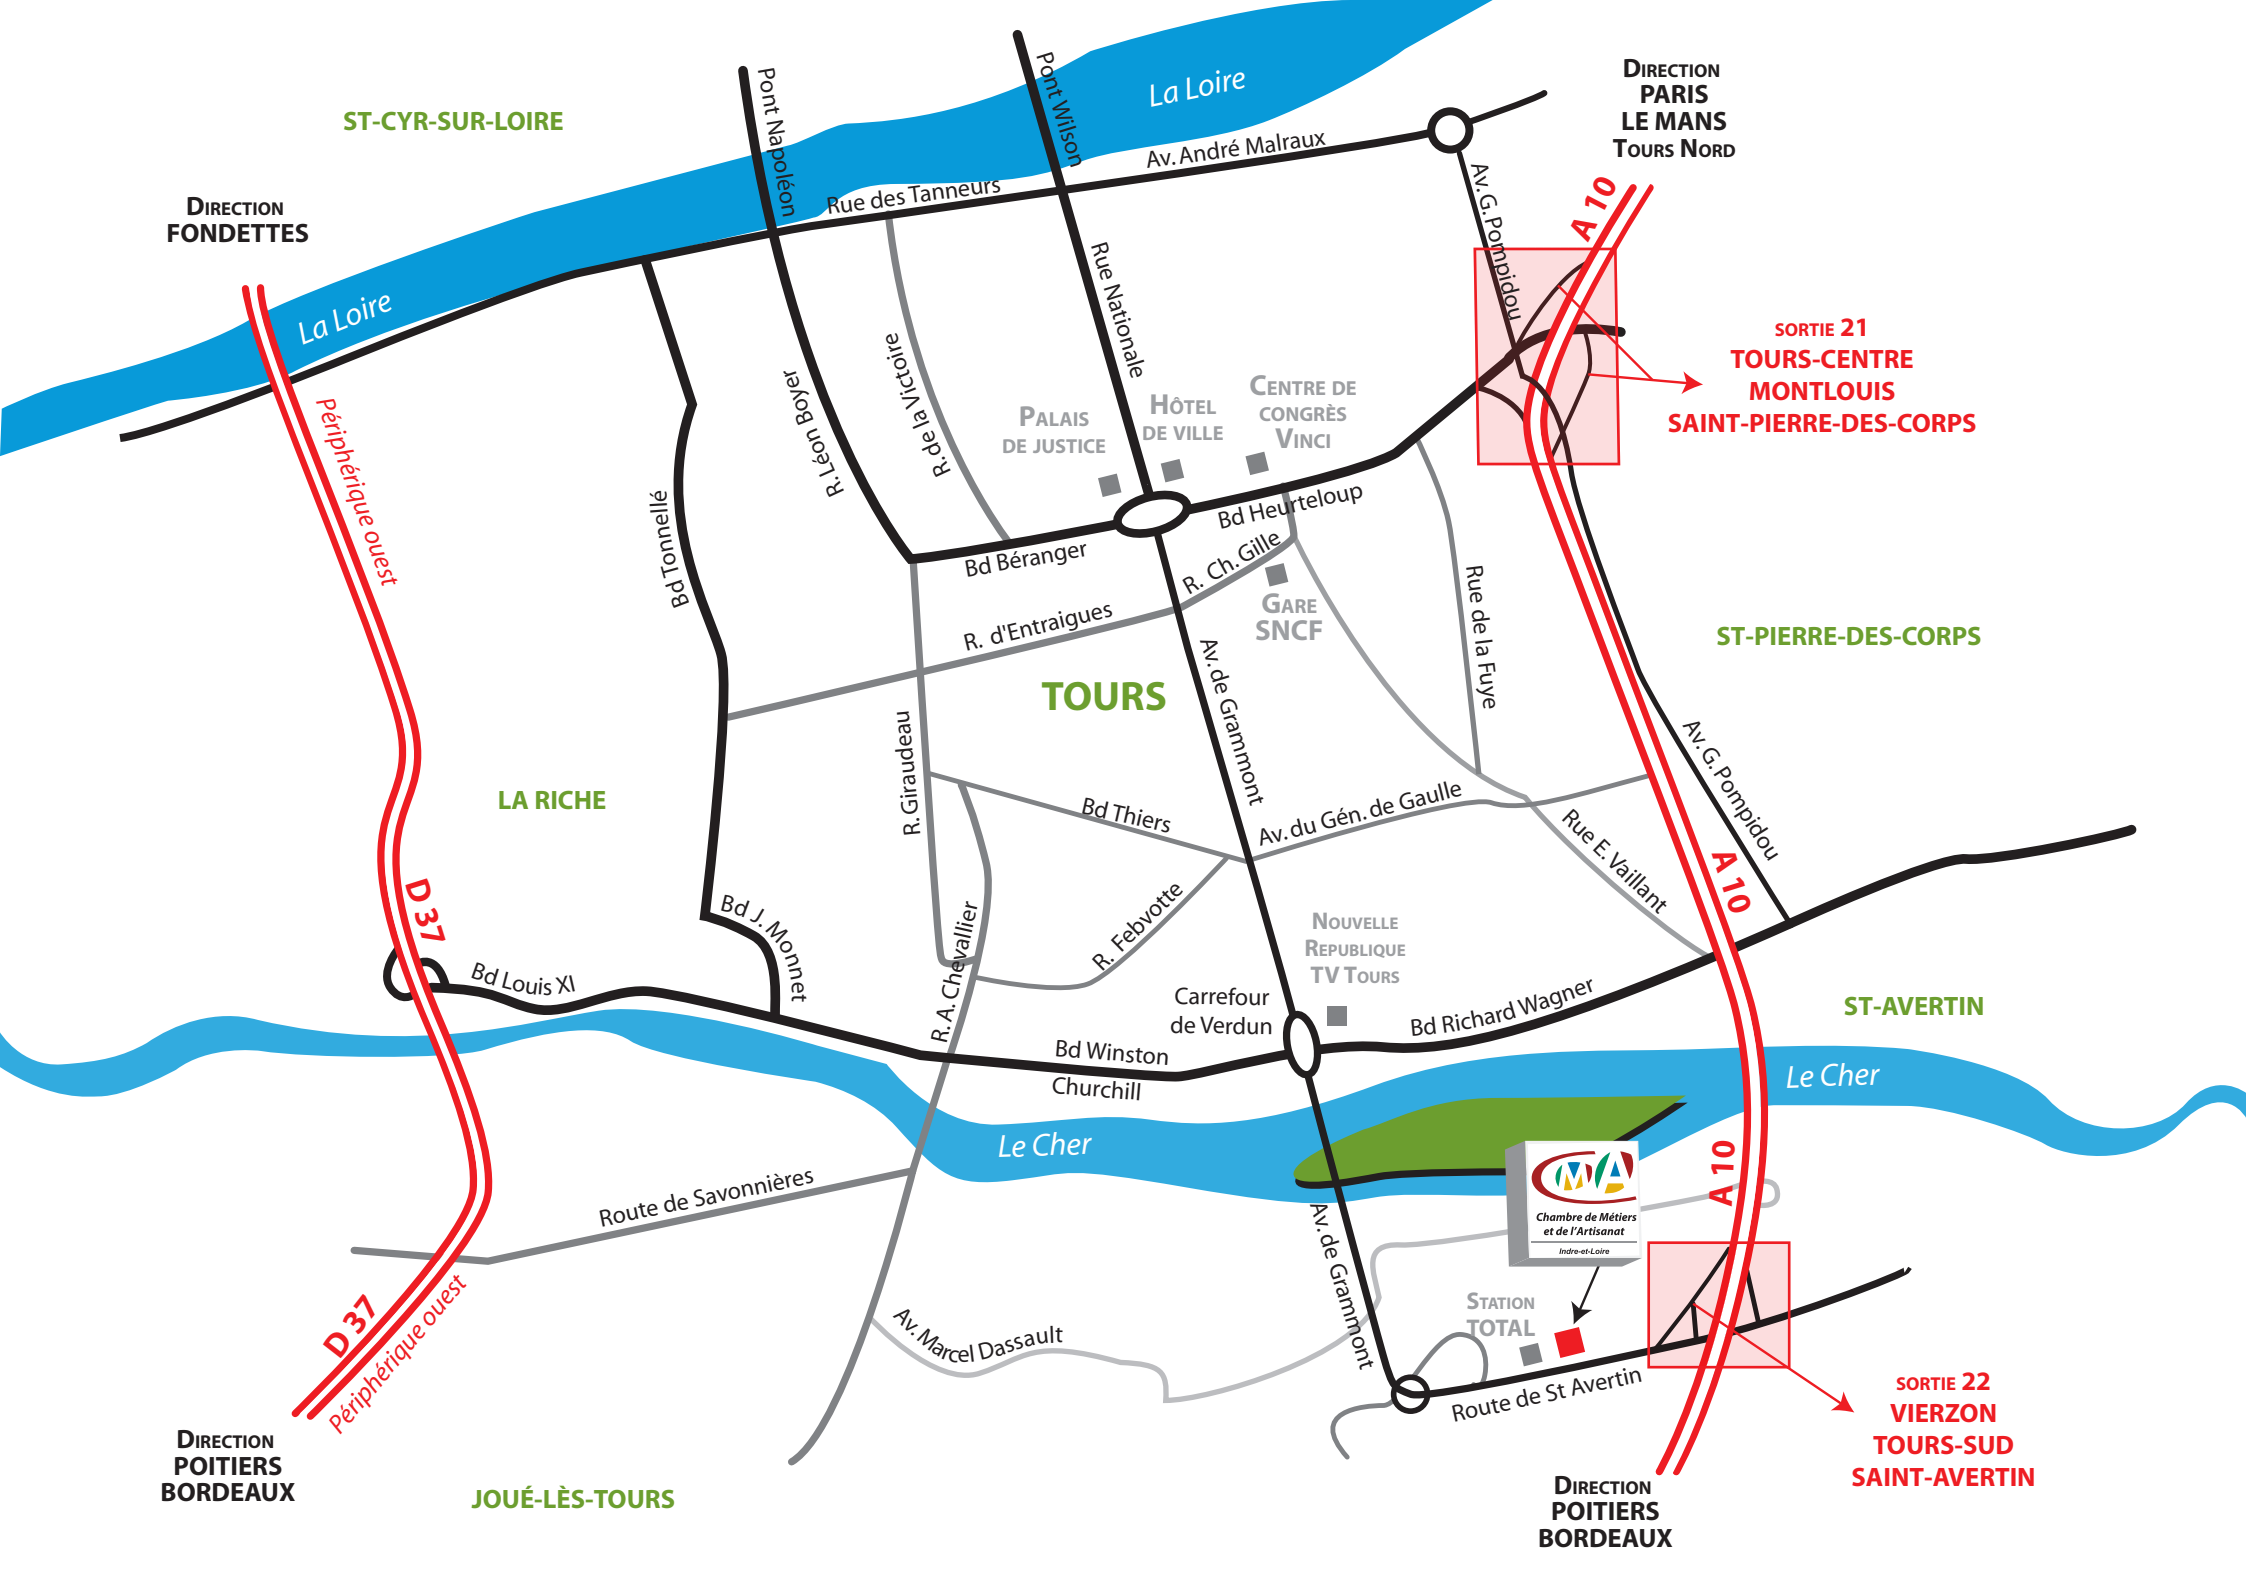 ST-CYR-SUR-LOIRE
La Loire
Pont Napoléon
Pont Wilson
DIRECTION
PARIS
LE MANS
TOURS NORD
DIRECTION
FONDETTES
Rue des Tanneurs
Av. André Malraux
Av. G. Pompidou
A 10
La Loire
Périphérique ouest
Rue Nationale
R. de la Victoire
R. Léon Boyer
Bd Tonnellé
PALAIS
DE JUSTICE
HÔTEL
DE VILLE
CENTRE DE
CONGRÈS
VINCI
SORTIE 21
TOURS-CENTRE
MONTLOUIS
SAINT-PIERRE-DES-CORPS
Bd Heurteloup
Bd Béranger
R. Ch. Gille
GARE
SNCF
R. d'Entraigues
Rue de la Fuye
ST-PIERRE-DES-CORPS
TOURS
Av. de Grammont
R. Giraudeau
LA RICHE
Bd Thiers
Av. du Gén. de Gaulle
Rue E. Vaillant
Av. G. Pompidou
A 10
D 37
Bd J. Monnet
Bd Louis XI
R. A. Chevallier
R. Febvotte
NOUVELLE
REPUBLIQUE
TV TOURS
Carrefour
de Verdun
Bd Richard Wagner
ST-AVERTIN
Bd Winston
Churchill
Le Cher
Le Cher
A 10
CMA
Chambre de Métiers
et de l'Artisanat
Indre-et-Loire
Route de Savonnières
Av. de Grammont
D 37
Périphérique ouest
Av. Marcel Dassault
STATION
TOTAL
Route de St Avertin
SORTIE 22
VIERZON
TOURS-SUD
SAINT-AVERTIN
DIRECTION
POITIERS
BORDEAUX
JOUÉ-LÈS-TOURS
DIRECTION
POITIERS
BORDEAUX